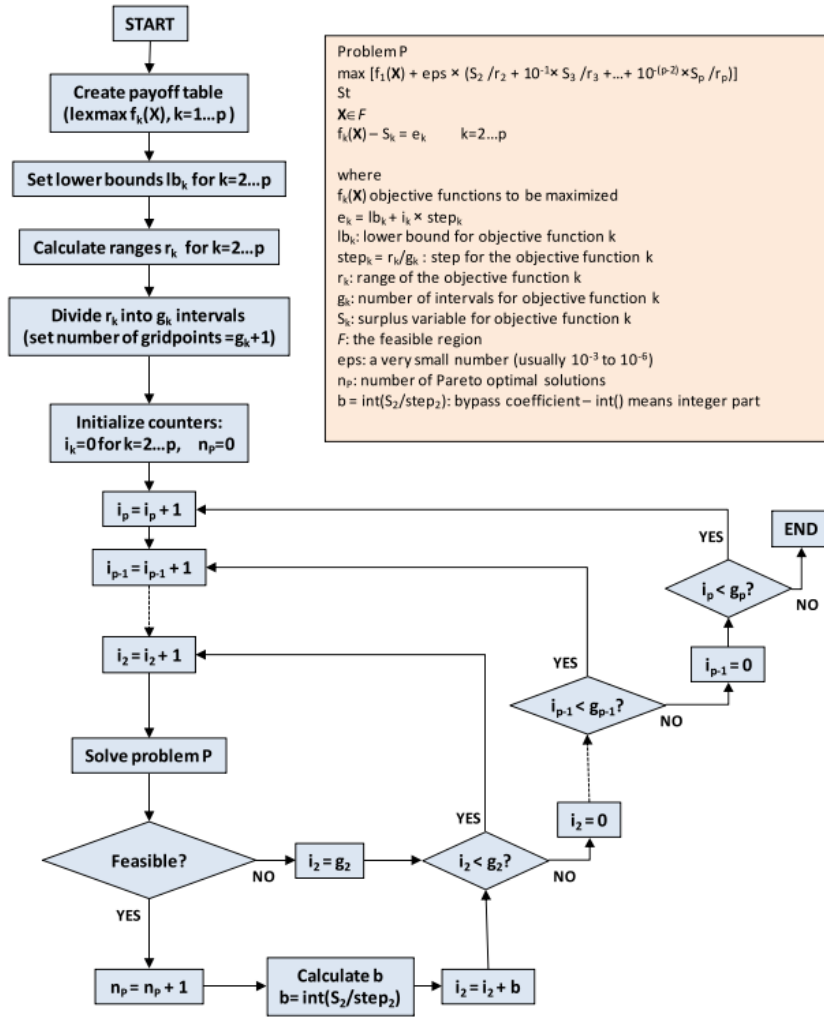 START
Create payoff table
(lexmax fₖ(X), k=1...p )
Set lower bounds lbₖ for k=2...p
Calculate ranges rₖ for k=2...p
Divide rₖ into gₖ intervals
(set number of gridpoints =gₖ+1)
Initialize counters:
iₖ=0 for k=2...p, nₚ=0
Problem P
max [f₁(X) + eps × (S₂ /r₂ + 10⁻¹× S₃ /r₃ +...+ 10⁻⁽ᵖ⁻²⁾×Sₚ /rₚ)]
St
X∈F
fₖ(X) – Sₖ = eₖ k=2...p
where
fₖ(X) objective functions to be maximized
eₖ = lbₖ + iₖ × stepₖ
lbₖ: lower bound for objective function k
stepₖ = rₖ/gₖ : step for the objective function k
rₖ: range of the objective function k
gₖ: number of intervals for objective function k
Sₖ: surplus variable for objective function k
F: the feasible region
eps: a very small number (usually 10⁻³ to 10⁻⁶)
nₚ: number of Pareto optimal solutions
b = int(S₂/step₂): bypass coefficient – int() means integer part
iₚ = iₚ + 1
iₚ₋₁ = iₚ₋₁ + 1
i₂ = i₂ + 1
Solve problem P
Feasible?
NO
YES
i₂ = g₂
nₚ = nₚ + 1
Calculate b
b= int(S₂/step₂)
i₂ = i₂ + b
i₂ < g₂?
YES
NO
i₂ = 0
iₚ₋₁ < gₚ₋₁?
YES
NO
iₚ₋₁ = 0
iₚ < gₚ?
YES
NO
END